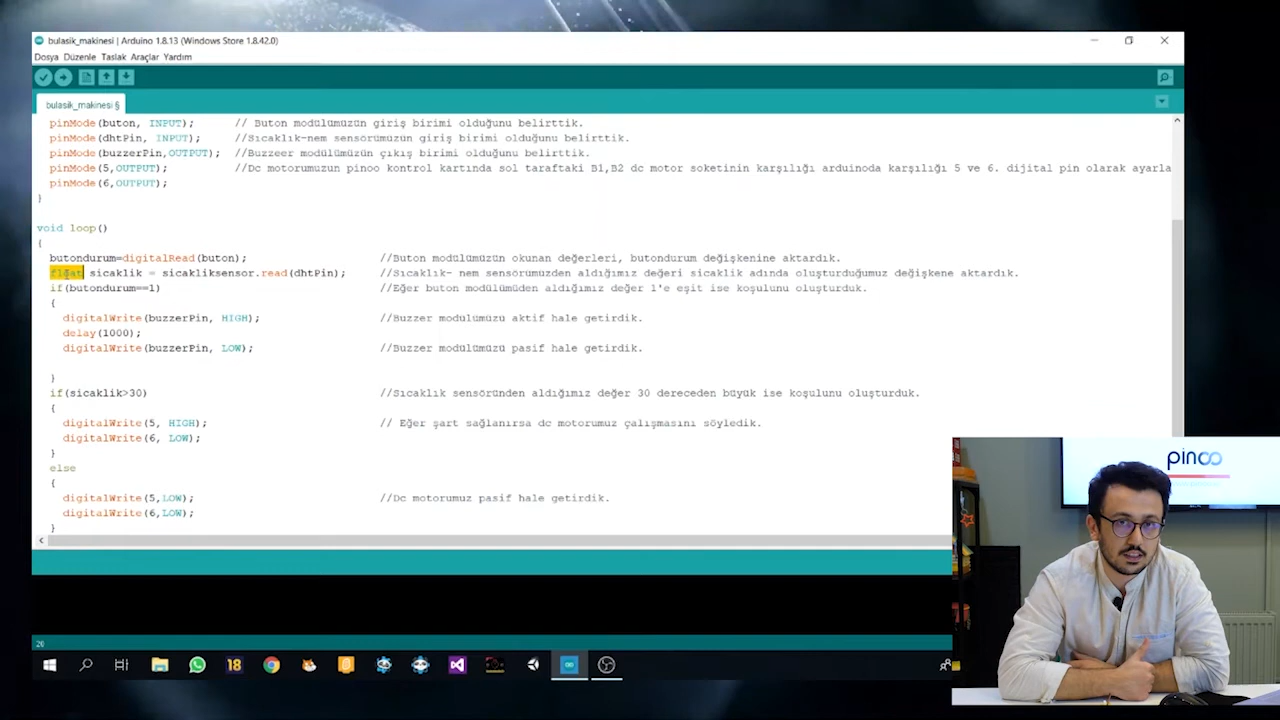 bulasik_makinesi | Arduino 1.8.13 (Windows Store 1.8.42.0)
Dosya Düzenle Taslak Araçlar Yardım
bulasik_makinesi §
pinMode(buton, INPUT); // Buton modülümüzün giriş birimi olduğunu belirttik.
pinMode(dhtPin, INPUT); //Sıcaklık-nem sensörümüzün giriş birimi olduğunu belirttik.
pinMode(buzzerPin,OUTPUT); //Buzzeer modülümüzün çıkış birimi olduğunu belirttik.
pinMode(5,OUTPUT); //Dc motorumuzun pinoo kontrol kartında sol taraftaki B1,B2 dc motor soketinin karşılığı arduinoda karşılığı 5 ve 6. dijital pin olarak ayarla
pinMode(6,OUTPUT);
}
void loop()
{
butondurum=digitalRead(buton); //Buton modülümüzün okunan değerleri, butondurum değişkenine aktardık.
float sicaklik = sicakliksensor.read(dhtPin); //Sıcaklık- nem sensörümüzden aldığımız değeri sicaklik adında oluşturduğumuz değişkene aktardık.
if(butondurum==1) //Eğer buton modülümüden aldığımız değer 1'e eşit ise koşulunu oluşturduk.
{
digitalWrite(buzzerPin, HIGH); //Buzzer modülümüzü aktif hale getirdik.
delay(1000);
digitalWrite(buzzerPin, LOW); //Buzzer modülümüzü pasif hale getirdik.
}
if(sicaklik>30) //Sıcaklık sensöründen aldığımız değer 30 dereceden büyük ise koşulunu oluşturduk.
{
digitalWrite(5, HIGH); // Eğer şart sağlanırsa dc motorumuz çalışmasını söyledik.
digitalWrite(6, LOW);
}
else
{
digitalWrite(5,LOW); //Dc motorumuz pasif hale getirdik.
digitalWrite(6,LOW);
}
20
18
pinoo